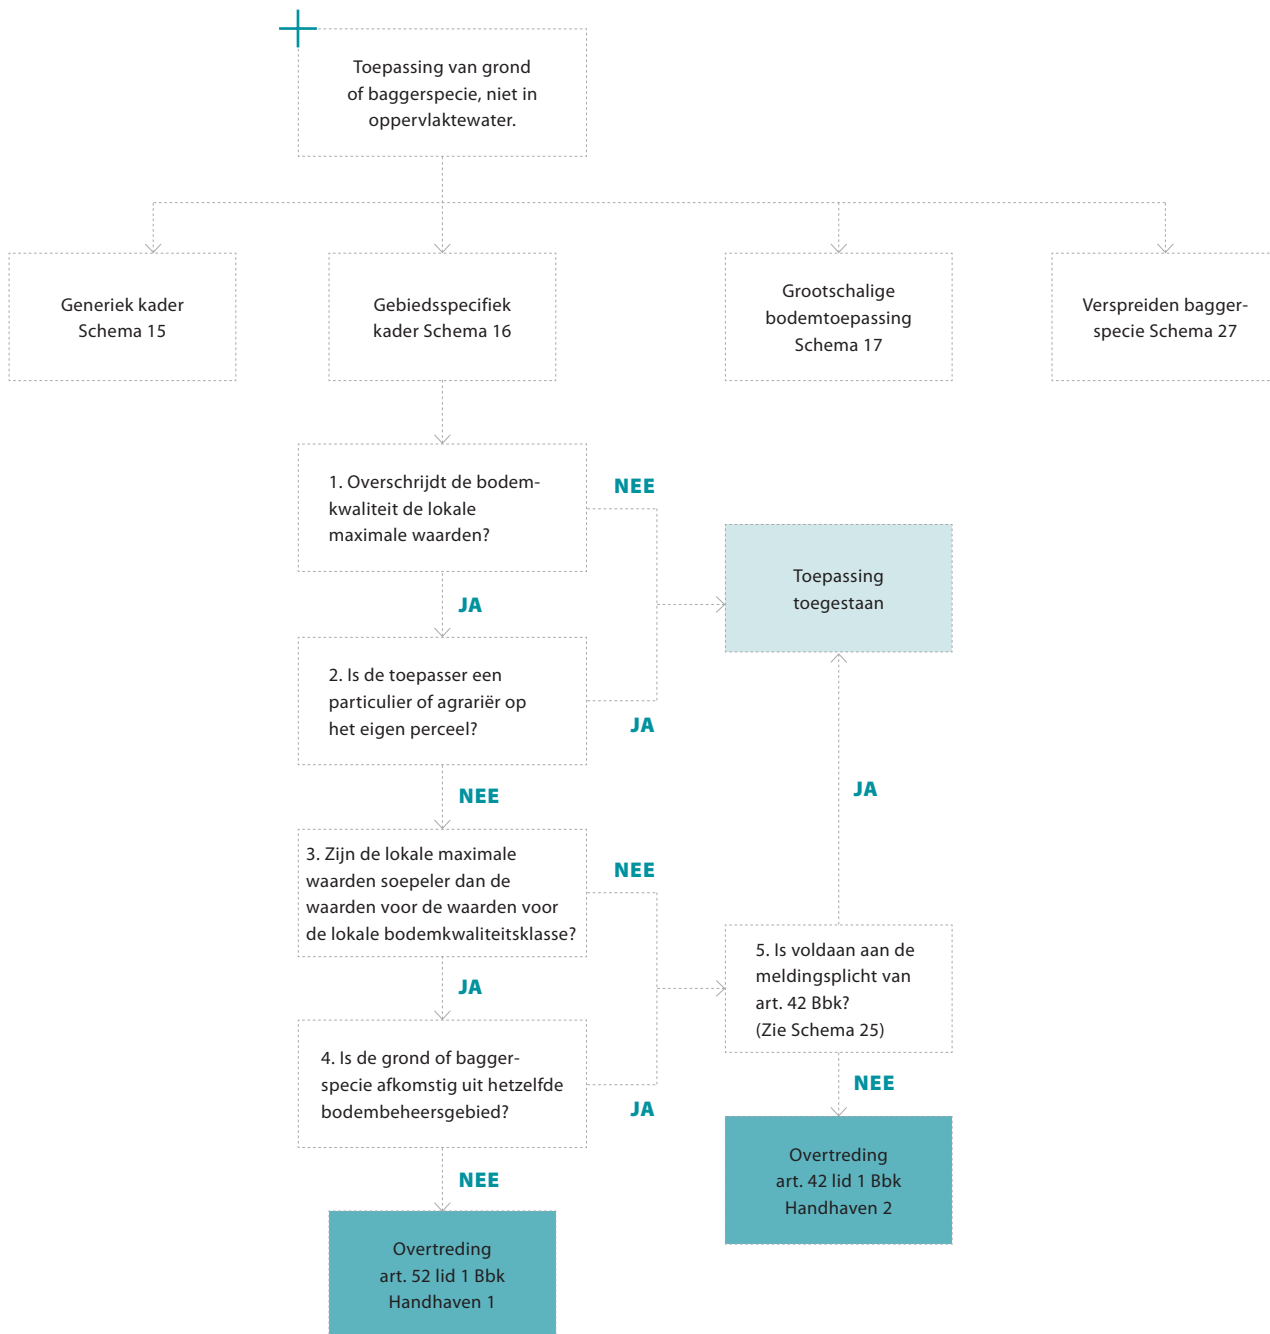 Toepassing van grond
of baggerspecie, niet in
oppervlaktewater.
Generiek kader
Schema 15
Gebiedsspecifiek
kader Schema 16
Grootschalige
bodemtoepassing
Schema 17
Verspreiden bagger-
specie Schema 27
1. Overschrijdt de bodem-
kwaliteit de lokale
maximale waarden?
NEE
Toepassing
toegestaan
JA
2. Is de toepasser een
particulier of agrariër op
het eigen perceel?
JA
NEE
JA
3. Zijn de lokale maximale
waarden soepeler dan de
waarden voor de waarden voor
de lokale bodemkwaliteitsklasse?
NEE
JA
5. Is voldaan aan de
meldingsplicht van
art. 42 Bbk?
(Zie Schema 25)
4. Is de grond of bagger-
specie afkomstig uit hetzelfde
bodembeheersgebied?
JA
NEE
NEE
Overtreding
art. 42 lid 1 Bbk
Handhaven 2
Overtreding
art. 52 lid 1 Bbk
Handhaven 1